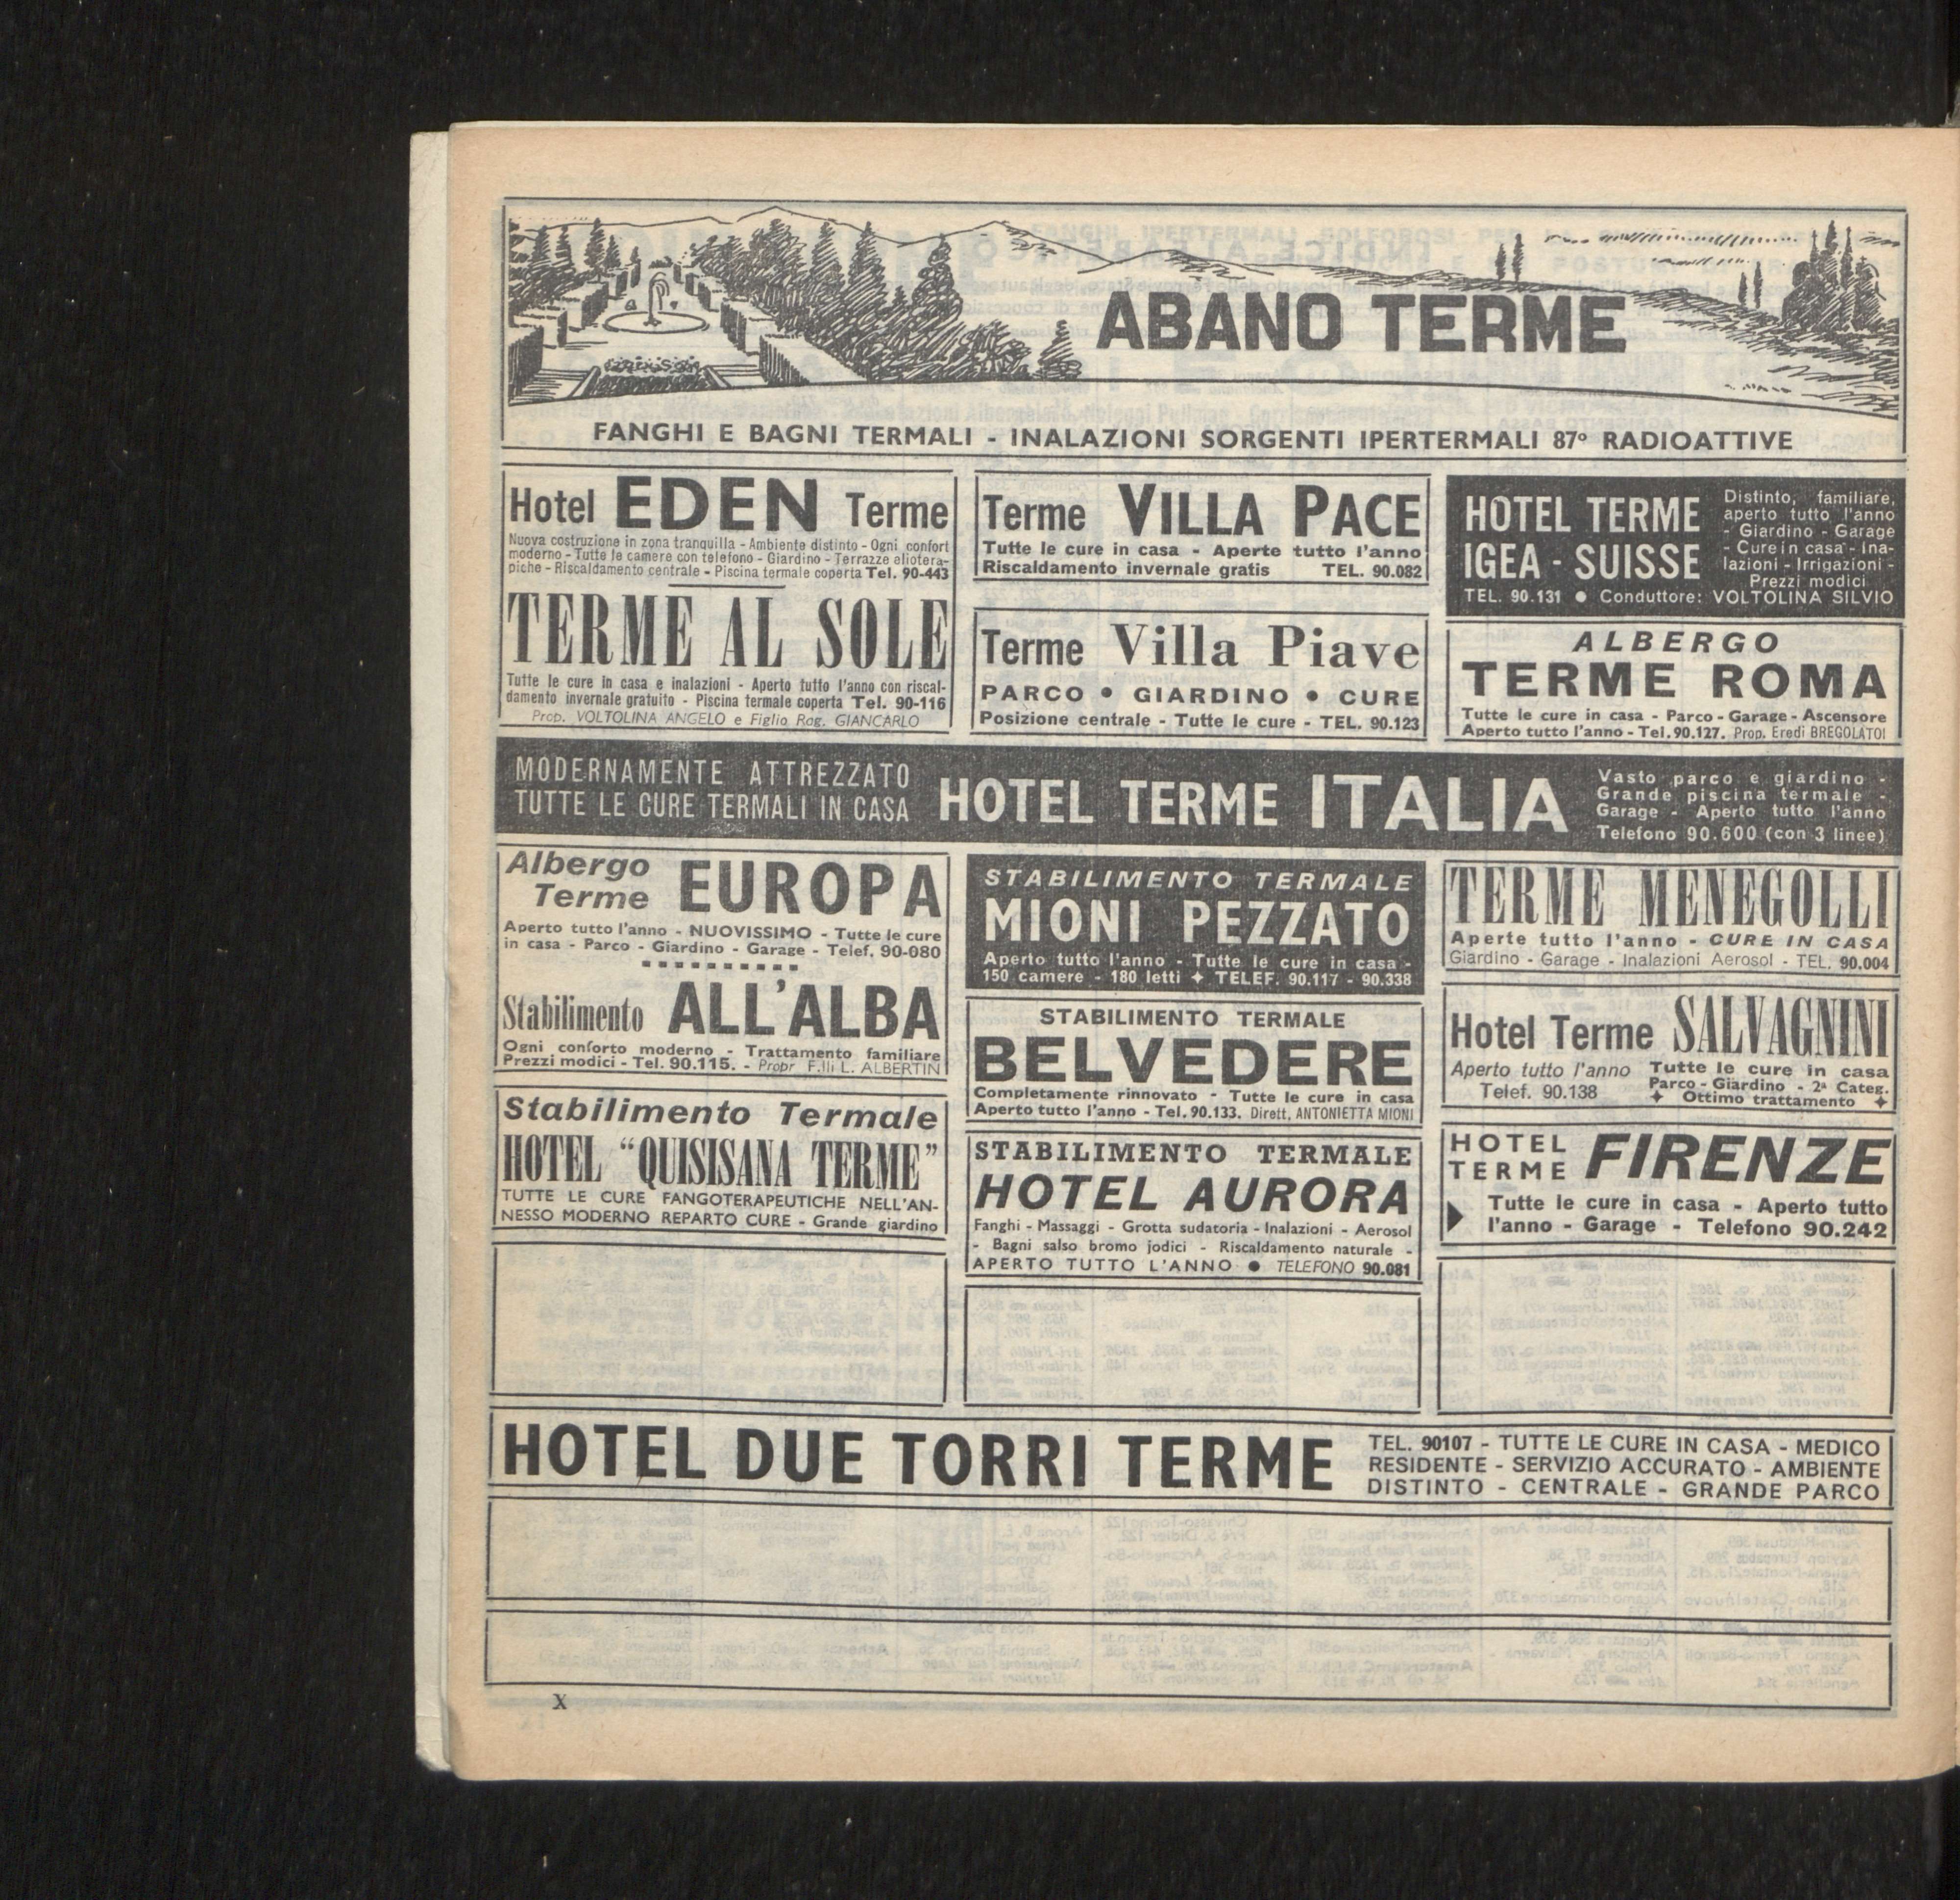 ABANO TERME
FANGHI E BAGNI TERMALI - INALAZIONI SORGENTI IPERTERMALI 87° RADIOATTIVE
Hotel EDEN Terme
Nuova costruzione in zona tranquilla - Ambiente distinto - Ogni confort
moderno - Tutte le camere con telefono - Giardino - Terrazze eliotera-
piche - Riscaldamento centrale - Piscina termale coperta Tel. 90-443
TERME AL SOLE
Tutte le cure in casa e inalazioni - Aperto tutto l'anno con riscal-
damento invernale gratuito - Piscina termale coperta Tel. 90-116
Prop. VOLTOLINA ANGELO e Figlio Rag. GIANCARLO
Terme VILLA PACE
Tutte le cure in casa - Aperte tutto l'anno
Riscaldamento invernale gratis TEL. 90.082
Terme Villa Piave
PARCO • GIARDINO • CURE
Posizione centrale - Tutte le cure - TEL. 90.123
HOTEL TERME
IGEA - SUISSE
Distinto, familiare,
aperto tutto l'anno
- Giardino - Garage
- Cure in casa - Ina-
lazioni - Irrigazioni -
Prezzi modici
TEL. 90.131 ● Conduttore: VOLTOLINA SILVIO
ALBERGO
TERME ROMA
Tutte le cure in casa - Parco - Garage - Ascensore
Aperto tutto l'anno - Tel. 90.127. Prop. Eredi BREGOLATO!
MODERNAMENTE ATTREZZATO
TUTTE LE CURE TERMALI IN CASA
HOTEL TERME ITALIA
Vasto parco e giardino -
Grande piscina termale -
Garage - Aperto tutto l'anno
Telefono 90.600 (con 3 linee)
Albergo
Terme EUROPA
Aperto tutto l'anno - NUOVISSIMO - Tutte le cure
in casa - Parco - Giardino - Garage - Telef. 90-080
Stabilimento ALL'ALBA
Ogni conforto moderno - Trattamento familiare
Prezzi modici - Tel. 90.115. - Propr F.lli L. ALBERTIN
Stabilimento Termale
HOTEL "QUISISANA TERME"
TUTTE LE CURE FANGOTERAPEUTICHE NELL'AN-
NESSO MODERNO REPARTO CURE - Grande giardino
STABILIMENTO TERMALE
MIONI PEZZATO
Aperto tutto l'anno - Tutte le cure in casa -
150 camere - 180 letti ✦ TELEF. 90.117 - 90.338
STABILIMENTO TERMALE
BELVEDERE
Completamente rinnovato - Tutte le cure in casa
Aperto tutto l'anno - Tel. 90.133. Dirett. ANTONIETTA MIONI
STABILIMENTO TERMALE
HOTEL AURORA
Fanghi - Massaggi - Grotta sudatoria - Inalazioni - Aerosol
- Bagni salso bromo jodici - Riscaldamento naturale -
APERTO TUTTO L'ANNO ● TELEFONO 90.081
TERME MENEGOLLI
Aperte tutto l'anno - CURE IN CASA
Giardino - Garage - Inalazioni Aerosol - TEL. 90.004
Hotel Terme SALVAGNINI
Aperto tutto l'anno
Telef. 90.138
Tutte le cure in casa
Parco - Giardino - 2ª Categ.
✦ Ottimo trattamento ✦
HOTEL
TERME FIRENZE
Tutte le cure in casa - Aperto tutto
l'anno - Garage - Telefono 90.242
HOTEL DUE TORRI TERME
TEL. 90107 - TUTTE LE CURE IN CASA - MEDICO
RESIDENTE - SERVIZIO ACCURATO - AMBIENTE
DISTINTO - CENTRALE - GRANDE PARCO
X